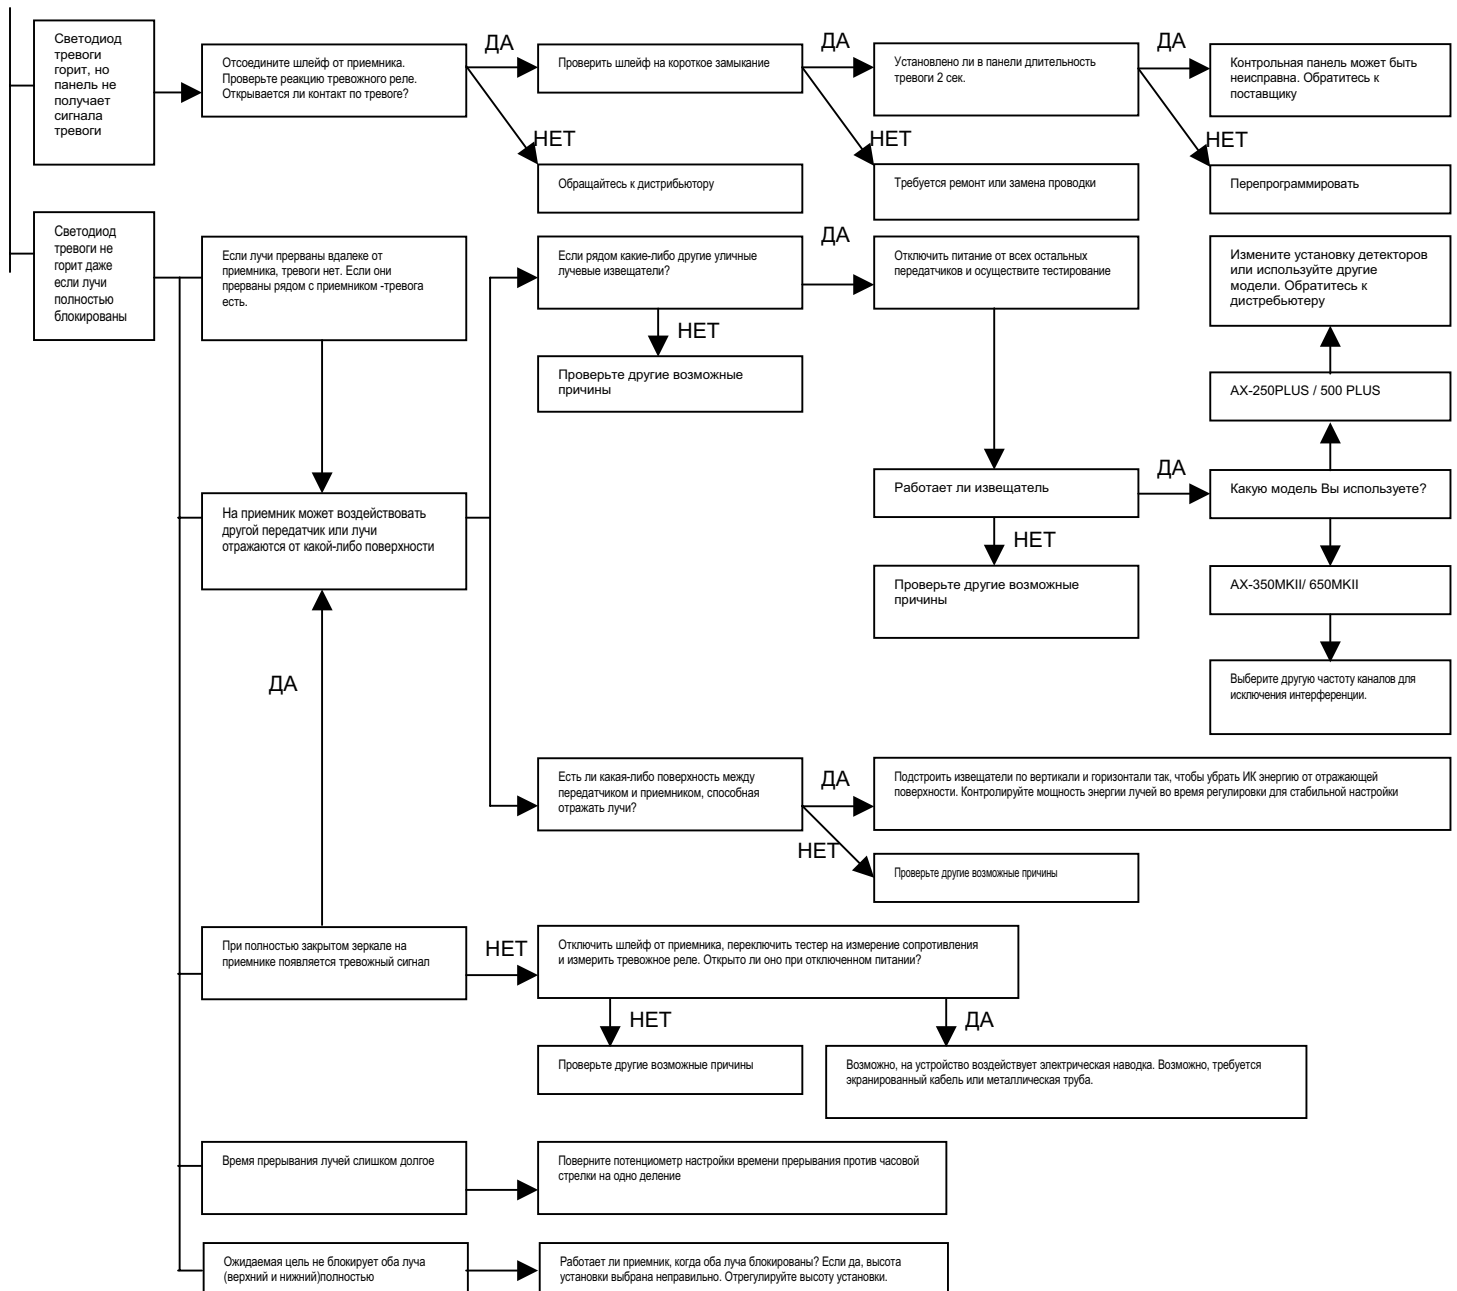 Светодиод
тревоги
горит, но
панель не
получает
сигнала
тревоги
Отсоедините шлейф от приемника.
Проверьте реакцию тревожного реле.
Открывается ли контакт по тревоге?
ДА
Проверить шлейф на короткое замыкание
ДА
Установлено ли в панели длительность
тревоги 2 сек.
ДА
Контрольная панель может быть
неисправна. Обратитесь к
поставщику
НЕТ
НЕТ
НЕТ
Обращайтесь к дистрибьютору
Требуется ремонт или замена проводки
Перепрограммировать
Светодиод
тревоги не
горит даже
если лучи
полностью
блокированы
Если лучи прерваны вдалеке от
приемника, тревоги нет. Если они
прерваны рядом с приемником -тревога
есть.
Если рядом какие-либо другие уличные
лучевые извещатели?
ДА
Отключить питание от всех остальных
передатчиков и осуществите тестирование
Измените установку детекторов
или используйте другие
модели. Обратитесь к
дистребьютеру
НЕТ
Проверьте другие возможные
причины
AX-250PLUS / 500 PLUS
Работает ли извещатель
ДА
Какую модель Вы используете?
На приемник может воздействовать
другой передатчик или лучи
отражаются от какой-либо поверхности
НЕТ
Проверьте другие возможные
причины
AX-350MKII/ 650MKII
Выберите другую частоту каналов для
исключения интерференции.
ДА
Есть ли какая-либо поверхность между
передатчиком и приемником, способная
отражать лучи?
ДА
Подстроить извещатели по вертикали и горизонтали так, чтобы убрать ИК энергию от отражающей
поверхности. Контролируйте мощность энергии лучей во время регулировки для стабильной настройки
НЕТ
Проверьте другие возможные причины
При полностью закрытом зеркале на
приемнике появляется тревожный сигнал
НЕТ
Отключить шлейф от приемника, переключить тестер на измерение сопротивления
и измерить тревожное реле. Открыто ли оно при отключенном питании?
НЕТ
ДА
Проверьте другие возможные причины
Возможно, на устройство воздействует электрическая наводка. Возможно, требуется
экранированный кабель или металлическая труба.
Время прерывания лучей слишком долгое
Поверните потенциометр настройки времени прерывания против часовой
стрелки на одно деление
Ожидаемая цель не блокирует оба луча
(верхний и нижний)полностью
Работает ли приемник, когда оба луча блокированы? Если да, высота
установки выбрана неправильно. Отрегулируйте высоту установки.